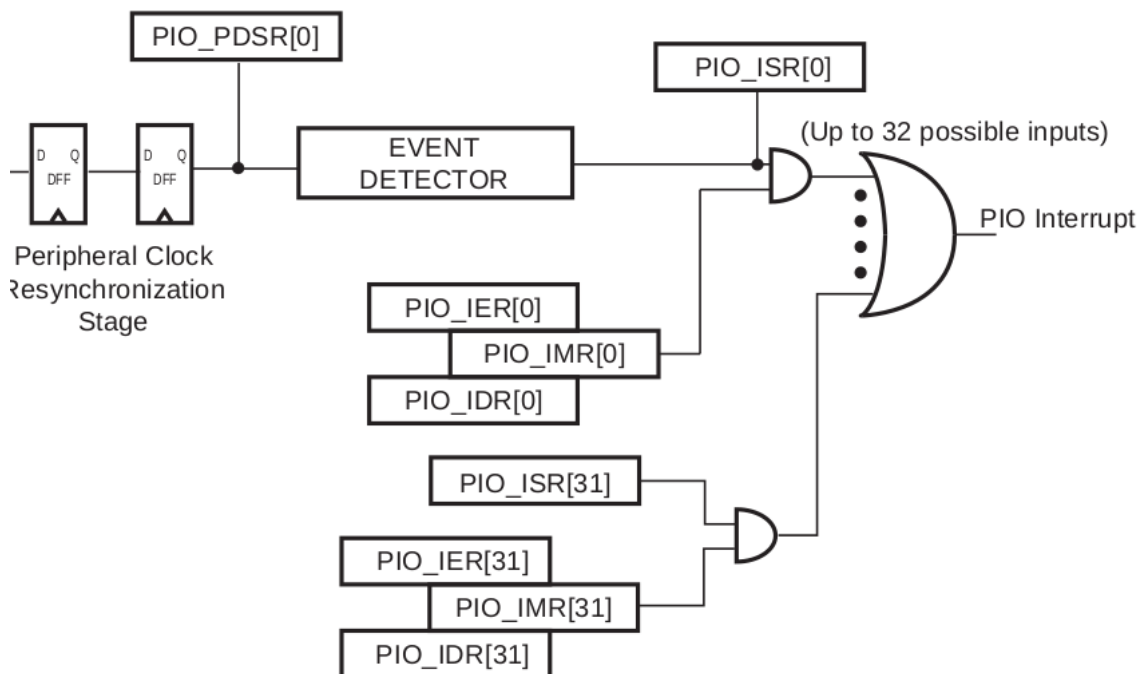 PIO_PDSR[0]
PIO_ISR[0]
(Up to 32 possible inputs)
D Q
DFF
D Q
DFF
EVENT
DETECTOR
PIO Interrupt
Peripheral Clock
Resynchronization
Stage
PIO_IER[0]
PIO_IMR[0]
PIO_IDR[0]
PIO_ISR[31]
PIO_IER[31]
PIO_IMR[31]
PIO_IDR[31]